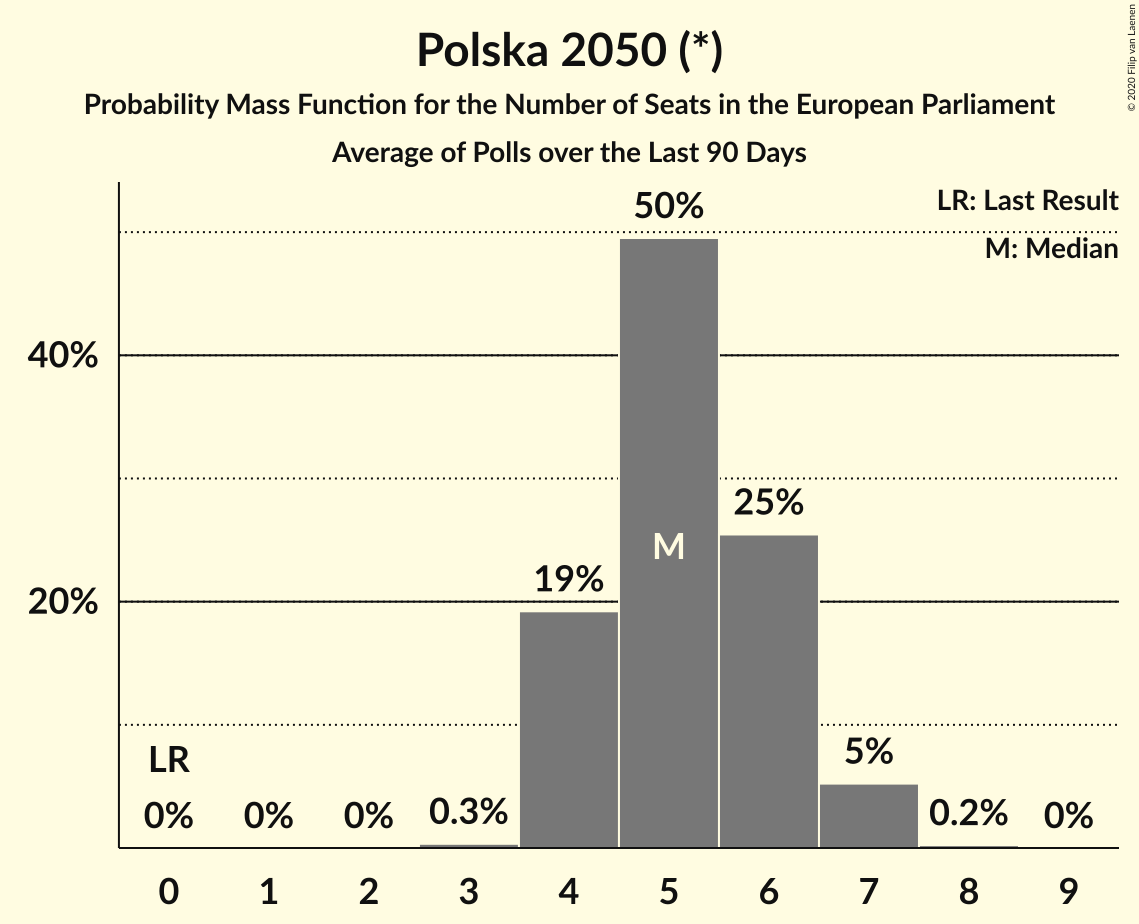 Polska 2050 (*)
Probability Mass Function for the Number of Seats in the European Parliament
Average of Polls over the Last 90 Days
© 2020 Filip van Laenen
LR: Last Result
M: Median
50%
40%
25%
M
19%
20%
5%
LR
0% 0% 0% 0.3% 0.2% 0%
0 1 2 3 4 5 6 7 8 9